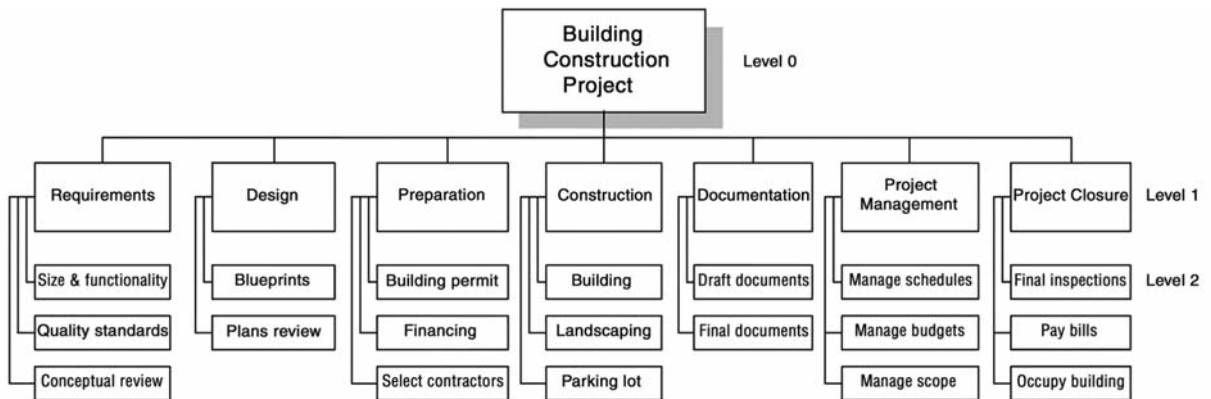 Building
Construction
Project
Level 0
Requirements
Design
Preparation
Construction
Documentation
Project
Management
Project Closure
Level 1
Size & functionality
Blueprints
Building permit
Building
Draft documents
Manage schedules
Final inspections
Level 2
Quality standards
Plans review
Financing
Landscaping
Final documents
Manage budgets
Pay bills
Conceptual review
Select contractors
Parking lot
Manage scope
Occupy building